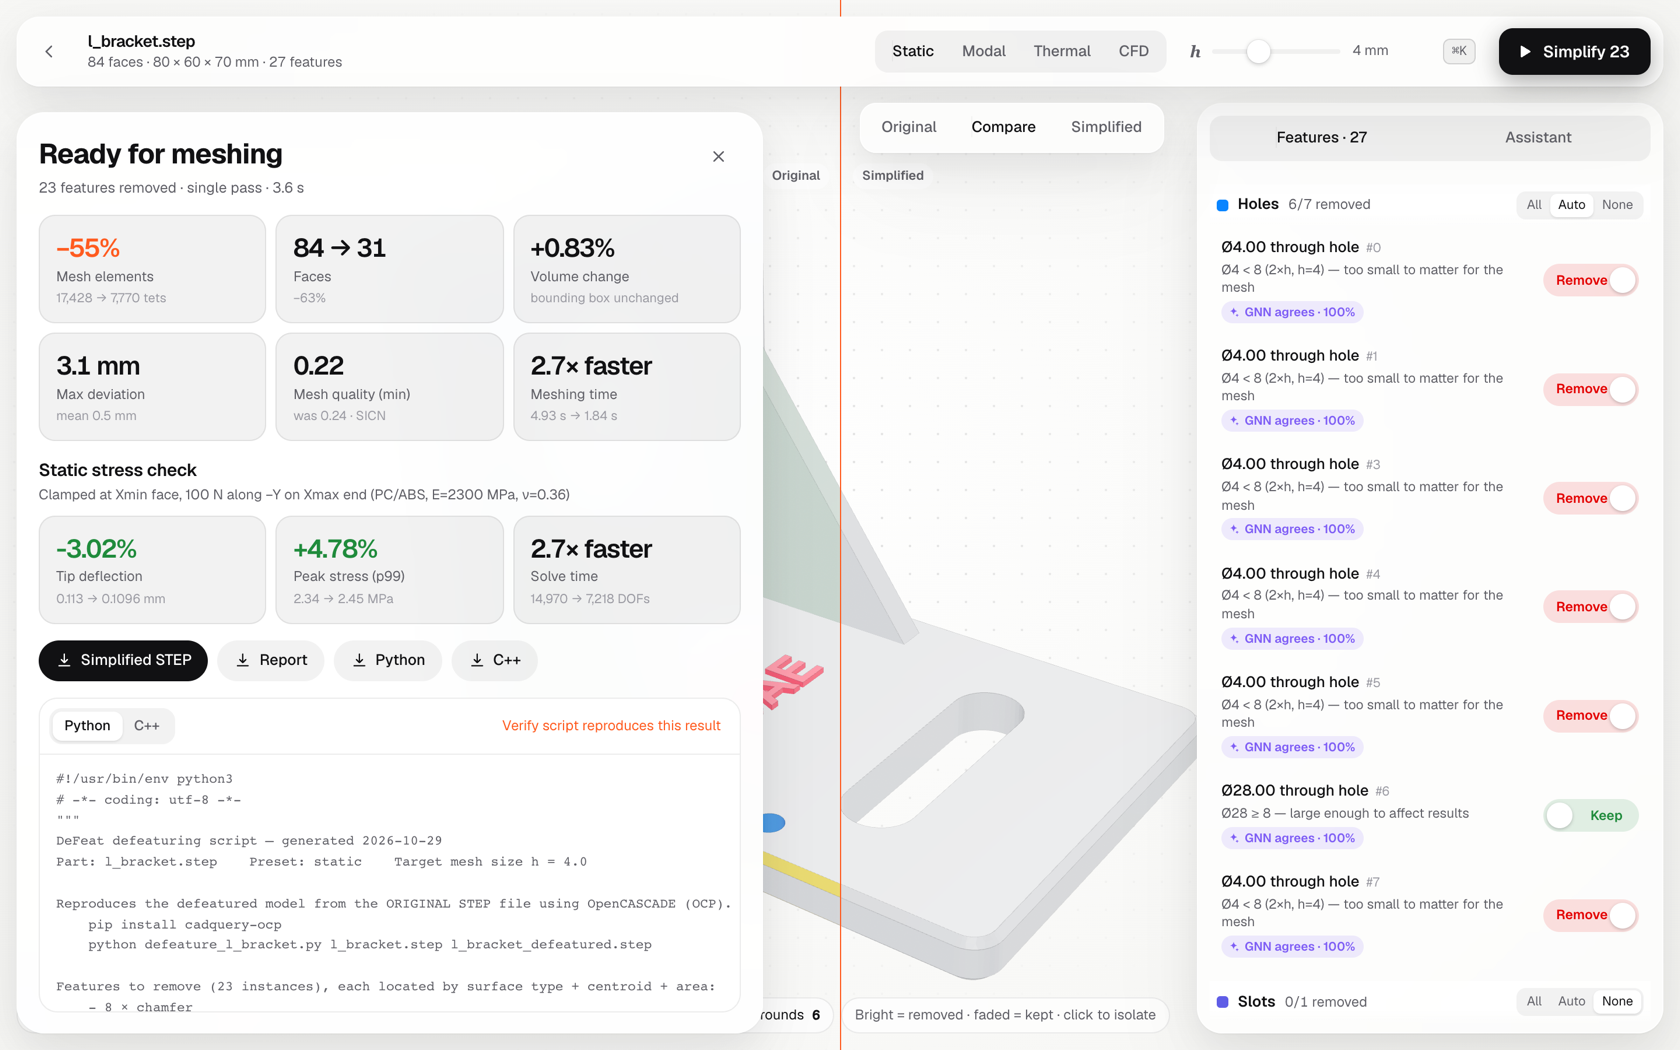 l_bracket.step
84 faces · 80 × 60 × 70 mm · 27 features
Static Modal Thermal CFD
h 4 mm
⌘K
Simplify 23
Ready for meshing
23 features removed · single pass · 3.6 s
−55%
Mesh elements
17,428 → 7,770 tets
84 → 31
Faces
−63%
+0.83%
Volume change
bounding box unchanged
3.1 mm
Max deviation
mean 0.5 mm
0.22
Mesh quality (min)
was 0.24 · SICN
2.7× faster
Meshing time
4.93 s → 1.84 s
Static stress check
Clamped at Xmin face, 100 N along −Y on Xmax end (PC/ABS, E=2300 MPa, ν=0.36)
-3.02%
Tip deflection
0.113 → 0.1096 mm
+4.78%
Peak stress (p99)
2.34 → 2.45 MPa
2.7× faster
Solve time
14,970 → 7,218 DOFs
Simplified STEP
Report
Python
C++
Python C++
Verify script reproduces this result
#!/usr/bin/env python3
# -*- coding: utf-8 -*-
"""
DeFeat defeaturing script — generated 2026-10-29
Part: l_bracket.step    Preset: static    Target mesh size h = 4.0
Reproduces the defeatured model from the ORIGINAL STEP file using OpenCASCADE (OCP).
pip install cadquery-ocp
python defeature_l_bracket.py l_bracket.step l_bracket_defeatured.step
Features to remove (23 instances), each located by surface type + centroid + area:
- 8 × chamfer
Original Compare Simplified
Original
Simplified
AE
rounds 6
Bright = removed · faded = kept · click to isolate
Features · 27
Assistant
Holes 6/7 removed
All Auto None
Ø4.00 through hole #0
Ø4 < 8 (2×h, h=4) — too small to matter for the
mesh
GNN agrees · 100%
Remove
Ø4.00 through hole #1
Ø4 < 8 (2×h, h=4) — too small to matter for the
mesh
GNN agrees · 100%
Remove
Ø4.00 through hole #3
Ø4 < 8 (2×h, h=4) — too small to matter for the
mesh
GNN agrees · 100%
Remove
Ø4.00 through hole #4
Ø4 < 8 (2×h, h=4) — too small to matter for the
mesh
GNN agrees · 100%
Remove
Ø4.00 through hole #5
Ø4 < 8 (2×h, h=4) — too small to matter for the
mesh
GNN agrees · 100%
Remove
Ø28.00 through hole #6
Ø28 ≥ 8 — large enough to affect results
GNN agrees · 100%
Keep
Ø4.00 through hole #7
Ø4 < 8 (2×h, h=4) — too small to matter for the
mesh
GNN agrees · 100%
Remove
Slots 0/1 removed
All Auto None